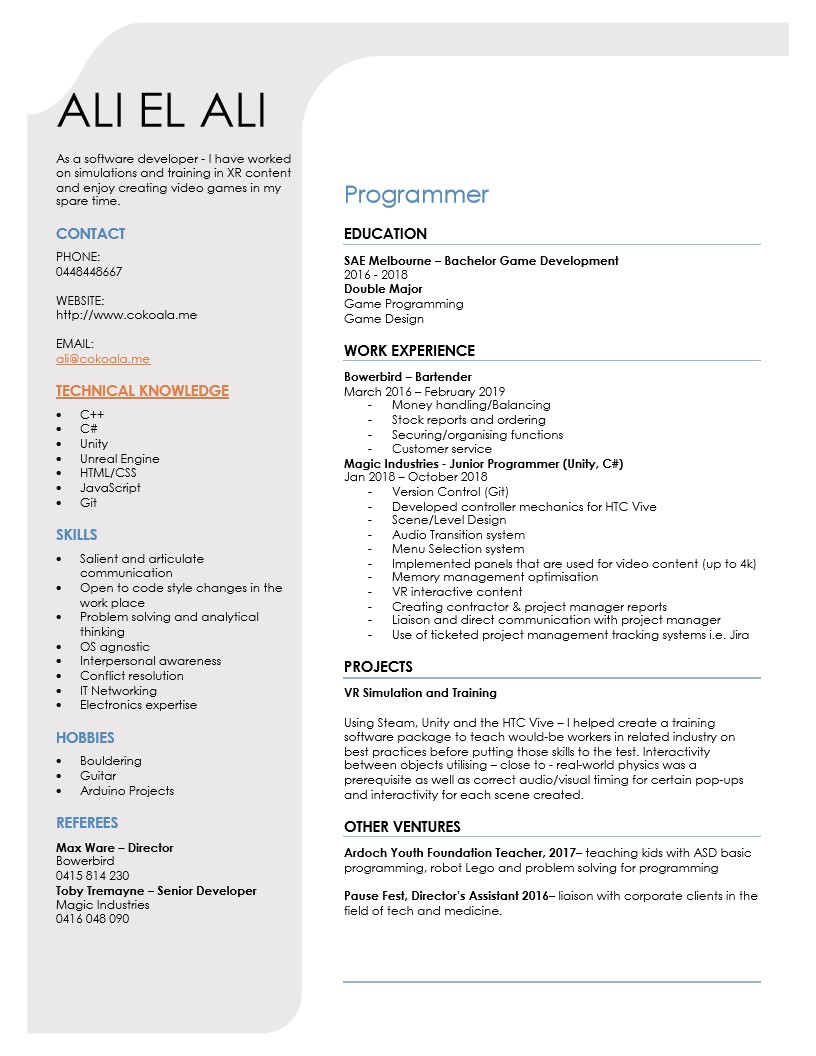 ALI EL ALI
As a software developer - I have worked
on simulations and training in XR content
and enjoy creating video games in my
spare time.
CONTACT
PHONE:
0448448667
WEBSITE:
http://www.cokoala.me
EMAIL:
ali@cokoala.me
TECHNICAL KNOWLEDGE
• C++
• C#
• Unity
• Unreal Engine
• HTML/CSS
• JavaScript
• Git
SKILLS
• Salient and articulate
communication
• Open to code style changes in the
work place
• Problem solving and analytical
thinking
• OS agnostic
• Interpersonal awareness
• Conflict resolution
• IT Networking
• Electronics expertise
HOBBIES
• Bouldering
• Guitar
• Arduino Projects
REFEREES
Max Ware – Director
Bowerbird
0415 814 230
Toby Tremayne – Senior Developer
Magic Industries
0416 048 090
Programmer
EDUCATION
SAE Melbourne – Bachelor Game Development
2016 - 2018
Double Major
Game Programming
Game Design
WORK EXPERIENCE
Bowerbird – Bartender
March 2016 – February 2019
- Money handling/Balancing
- Stock reports and ordering
- Securing/organising functions
- Customer service
Magic Industries - Junior Programmer (Unity, C#)
Jan 2018 – October 2018
- Version Control (Git)
- Developed controller mechanics for HTC Vive
- Scene/Level Design
- Audio Transition system
- Menu Selection system
- Implemented panels that are used for video content (up to 4k)
- Memory management optimisation
- VR interactive content
- Creating contractor & project manager reports
- Liaison and direct communication with project manager
- Use of ticketed project management tracking systems i.e. Jira
PROJECTS
VR Simulation and Training
Using Steam, Unity and the HTC Vive – I helped create a training
software package to teach would-be workers in related industry on
best practices before putting those skills to the test. Interactivity
between objects utilising – close to - real-world physics was a
prerequisite as well as correct audio/visual timing for certain pop-ups
and interactivity for each scene created.
OTHER VENTURES
Ardoch Youth Foundation Teacher, 2017– teaching kids with ASD basic
programming, robot Lego and problem solving for programming
Pause Fest, Director's Assistant 2016– liaison with corporate clients in the
field of tech and medicine.